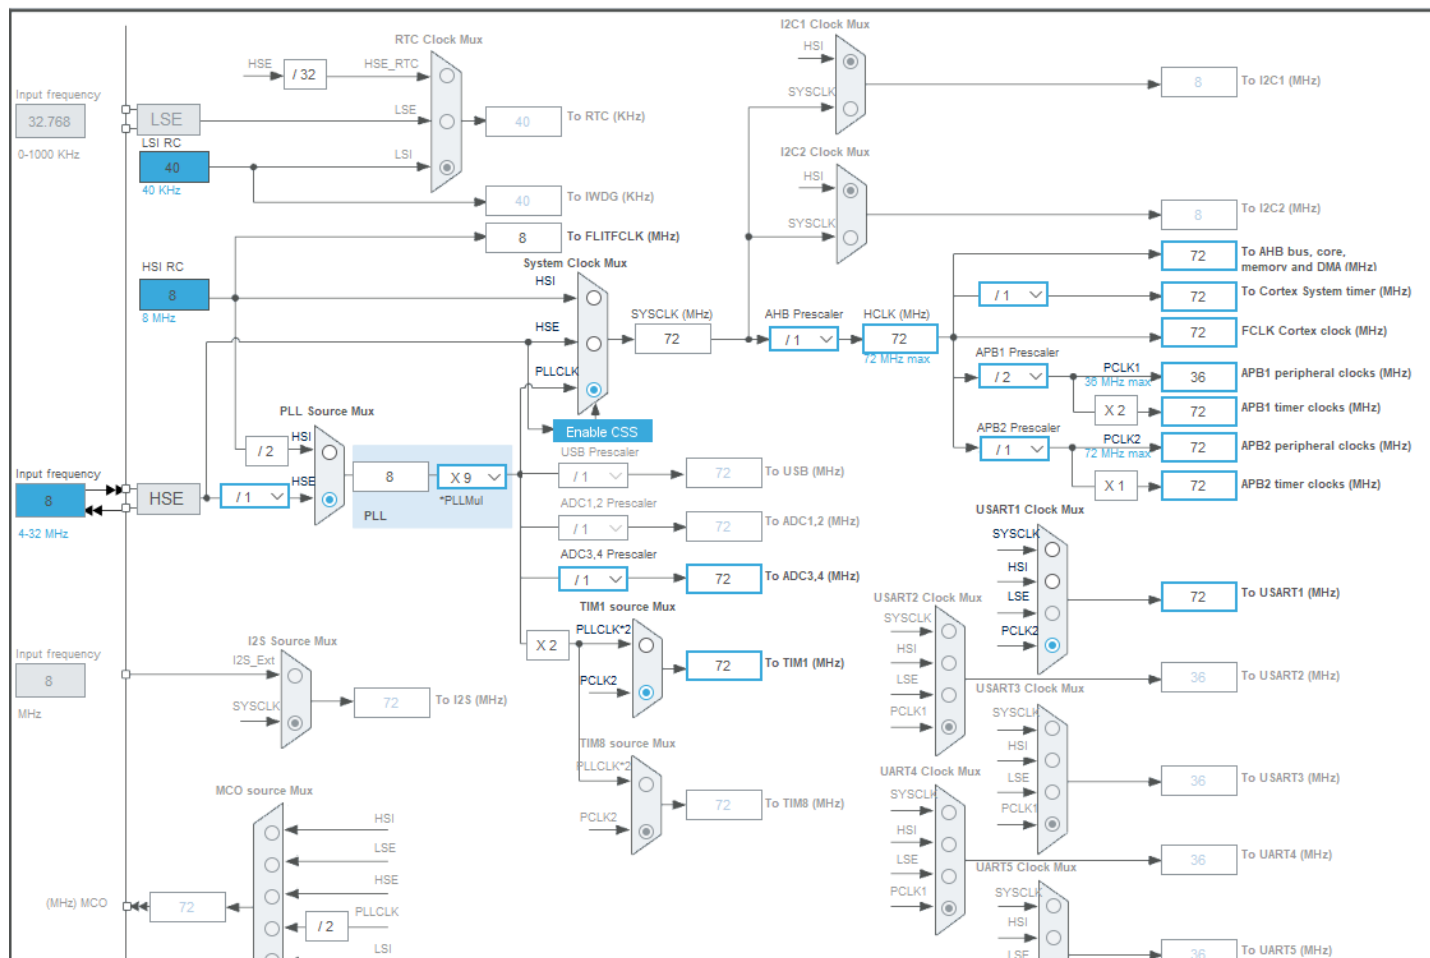 I2C1 Clock Mux
HSI
SYSCLK
8
To I2C1 (MHz)
RTC Clock Mux
HSE
/ 32
HSE_RTC
Input frequency
32.768
0-1000 KHz
LSE
LSE
40
To RTC (KHz)
LSI RC
40
40 KHz
LSI
I2C2 Clock Mux
HSI
SYSCLK
8
To I2C2 (MHz)
40
To IWDG (KHz)
8
To FLITFCLK (MHz)
HSI RC
8
8 MHz
System Clock Mux
HSI
HSE
PLLCLK
SYSCLK (MHz)
72
AHB Prescaler
/ 1
HCLK (MHz)
72
72 MHz max
72
To AHB bus, core,
memory and DMA (MHz)
/ 1
72
To Cortex System timer (MHz)
72
FCLK Cortex clock (MHz)
APB1 Prescaler
/ 2
PCLK1
36 MHz max
36
APB1 peripheral clocks (MHz)
X 2
72
APB1 timer clocks (MHz)
APB2 Prescaler
/ 1
PCLK2
72 MHz max
72
APB2 peripheral clocks (MHz)
X 1
72
APB2 timer clocks (MHz)
Enable CSS
PLL Source Mux
/ 2
HSI
HSE
Input frequency
8
4-32 MHz
HSE
/ 1
8
X 9
*PLLMul
PLL
USB Prescaler
/ 1
72
To USB (MHz)
ADC1,2 Prescaler
/ 1
72
To ADC1,2 (MHz)
ADC3,4 Prescaler
/ 1
72
To ADC3,4 (MHz)
TIM1 source Mux
X 2
PLLCLK*2
PCLK2
72
To TIM1 (MHz)
TIM8 source Mux
PLLCLK*2
PCLK2
72
To TIM8 (MHz)
USART1 Clock Mux
SYSCLK
HSI
LSE
PCLK2
72
To USART1 (MHz)
USART2 Clock Mux
SYSCLK
HSI
LSE
PCLK1
36
To USART2 (MHz)
USART3 Clock Mux
SYSCLK
HSI
LSE
PCLK1
36
To USART3 (MHz)
UART4 Clock Mux
SYSCLK
HSI
LSE
PCLK1
36
To UART4 (MHz)
UART5 Clock Mux
SYSCLK
HSI
LSE
36
To UART5 (MHz)
Input frequency
8
MHz
I2S Source Mux
I2S_Ext
SYSCLK
72
To I2S (MHz)
MCO source Mux
HSI
LSE
HSE
PLLCLK
/ 2
LSI
(MHz) MCO
72